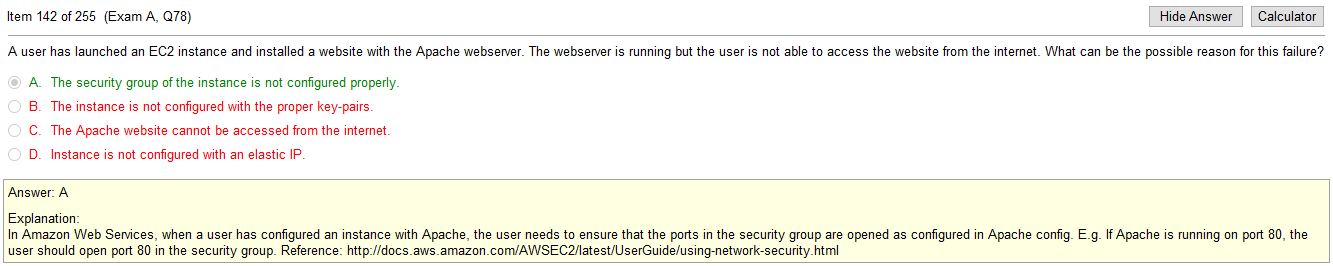 Item 142 of 255 (Exam A, Q78)
Hide Answer
Calculator
A user has launched an EC2 instance and installed a website with the Apache webserver. The webserver is running but the user is not able to access the website from the internet. What can be the possible reason for this failure?
A. The security group of the instance is not configured properly.
B. The instance is not configured with the proper key-pairs.
C. The Apache website cannot be accessed from the internet.
D. Instance is not configured with an elastic IP.
Answer: A
Explanation:
In Amazon Web Services, when a user has configured an instance with Apache, the user needs to ensure that the ports in the security group are opened as configured in Apache config. E.g. If Apache is running on port 80, the
user should open port 80 in the security group. Reference: http://docs.aws.amazon.com/AWSEC2/latest/UserGuide/using-network-security.html